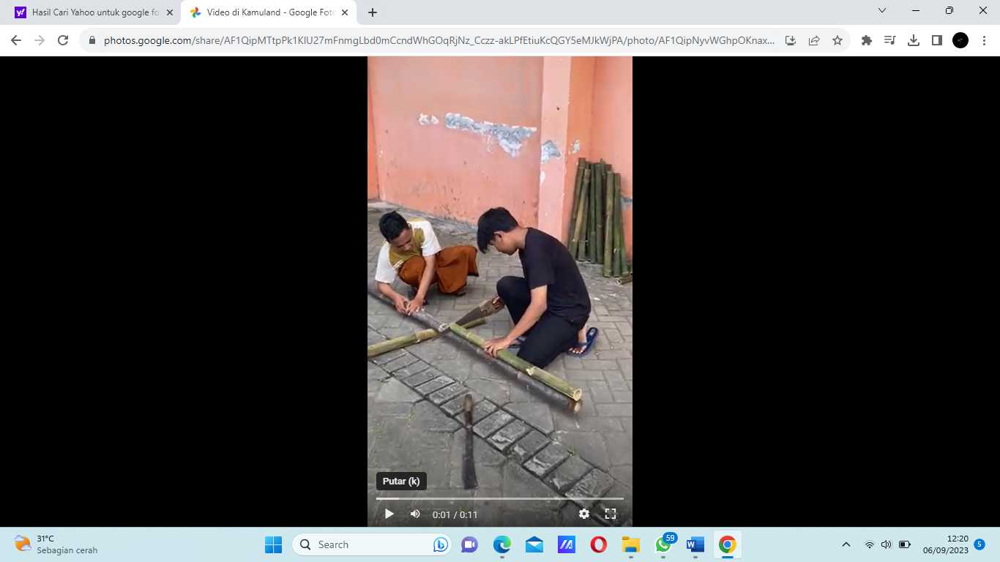 Hasil Cari Yahoo untuk google fo
Video di Kamuland - Google Foto
photos.google.com/share/AF1QipMTtpPk1KlU27mFnmgLbd0mCcndWhGOqRjNz_Cczz-akLPfEtiuKcQGY5eMJkWjPA/photo/AF1QipNyvWGhpOKnax...
Putar (k)
0:01 / 0:11
31°C
Sebagian cerah
Search
59
12:20
06/09/2023
5